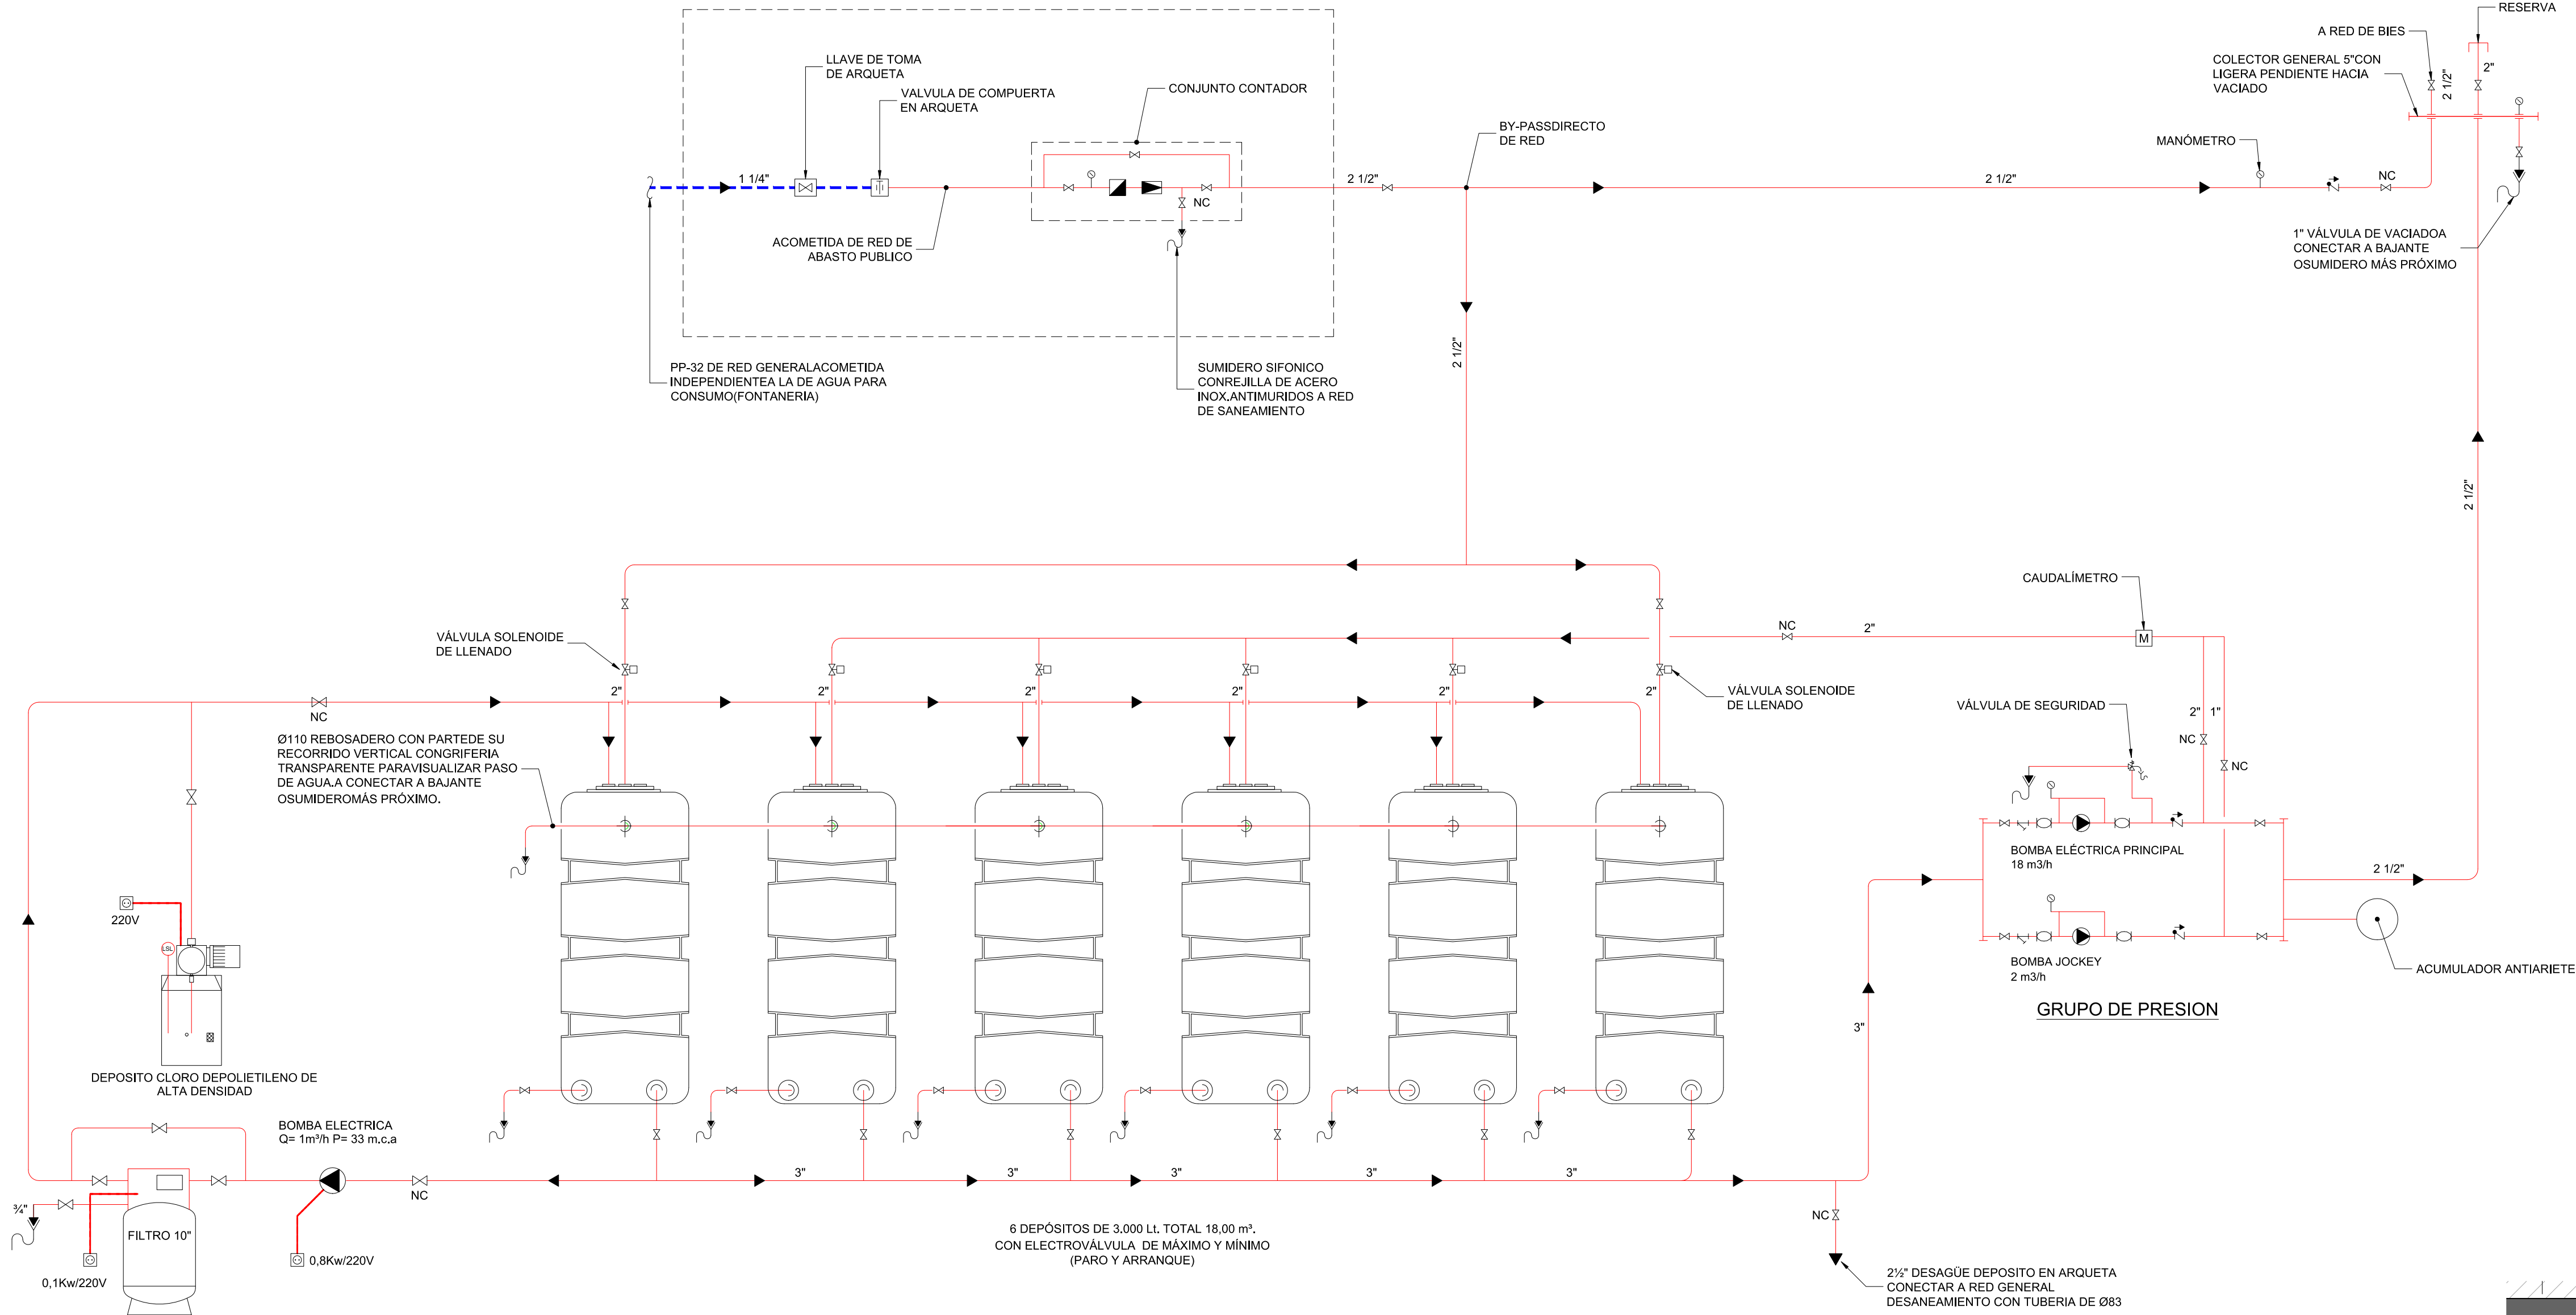 RESERVA
A RED DE BIES
COLECTOR GENERAL 5"CON
LIGERA PENDIENTE HACIA
VACIADO
2 1/2"
2"
LLAVE DE TOMA
DE ARQUETA
VALVULA DE COMPUERTA
EN ARQUETA
CONJUNTO CONTADOR
BY-PASSDIRECTO
DE RED
MANÓMETRO
1 1/4"
2 1/2"
2 1/2"
NC
NC
ACOMETIDA DE RED DE
ABASTO PUBLICO
1" VÁLVULA DE VACIADOA
CONECTAR A BAJANTE
OSUMIDERO MÁS PRÓXIMO
PP-32 DE RED GENERALACOMETIDA
INDEPENDIENTEA LA DE AGUA PARA
CONSUMO(FONTANERIA)
SUMIDERO SIFONICO
CONREJILLA DE ACERO
INOX.ANTIMURIDOS A RED
DE SANEAMIENTO
2 1/2"
2 1/2"
CAUDALÍMETRO
VÁLVULA SOLENOIDE
DE LLENADO
NC
2"
M
2"
2"
2"
2"
2"
2"
VÁLVULA SOLENOIDE
DE LLENADO
VÁLVULA DE SEGURIDAD
2"
1"
NC
NC
NC
Ø110 REBOSADERO CON PARTEDE SU
RECORRIDO VERTICAL CONGRIFERIA
TRANSPARENTE PARAVISUALIZAR PASO
DE AGUA.A CONECTAR A BAJANTE
OSUMIDEROMÁS PRÓXIMO.
BOMBA ELÉCTRICA PRINCIPAL
18 m3/h
2 1/2"
220V
LSL
BOMBA JOCKEY
2 m3/h
ACUMULADOR ANTIARIETE
GRUPO DE PRESION
3"
DEPOSITO CLORO DEPOLIETILENO DE
ALTA DENSIDAD
BOMBA ELECTRICA
Q= 1m³/h P= 33 m.c.a
3"
3"
3"
3"
3"
NC
¾"
FILTRO 10"
0,1Kw/220V
0,8Kw/220V
6 DEPÓSITOS DE 3.000 Lt. TOTAL 18,00 m³.
CON ELECTROVÁLVULA DE MÁXIMO Y MÍNIMO
(PARO Y ARRANQUE)
NC
2½" DESAGÜE DEPOSITO EN ARQUETA
CONECTAR A RED GENERAL
DESANEAMIENTO CON TUBERIA DE Ø83